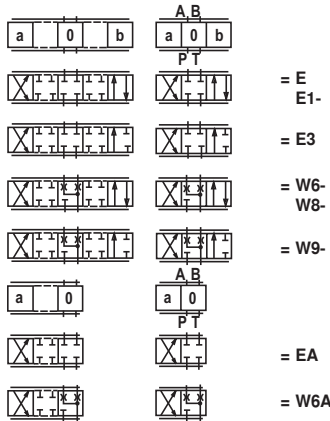 A B
a 0 b a 0 b
P T
= E
E1-
= E3
= W6-
W8-
= W9-
A B
a 0 a 0
P T
= EA
= W6A